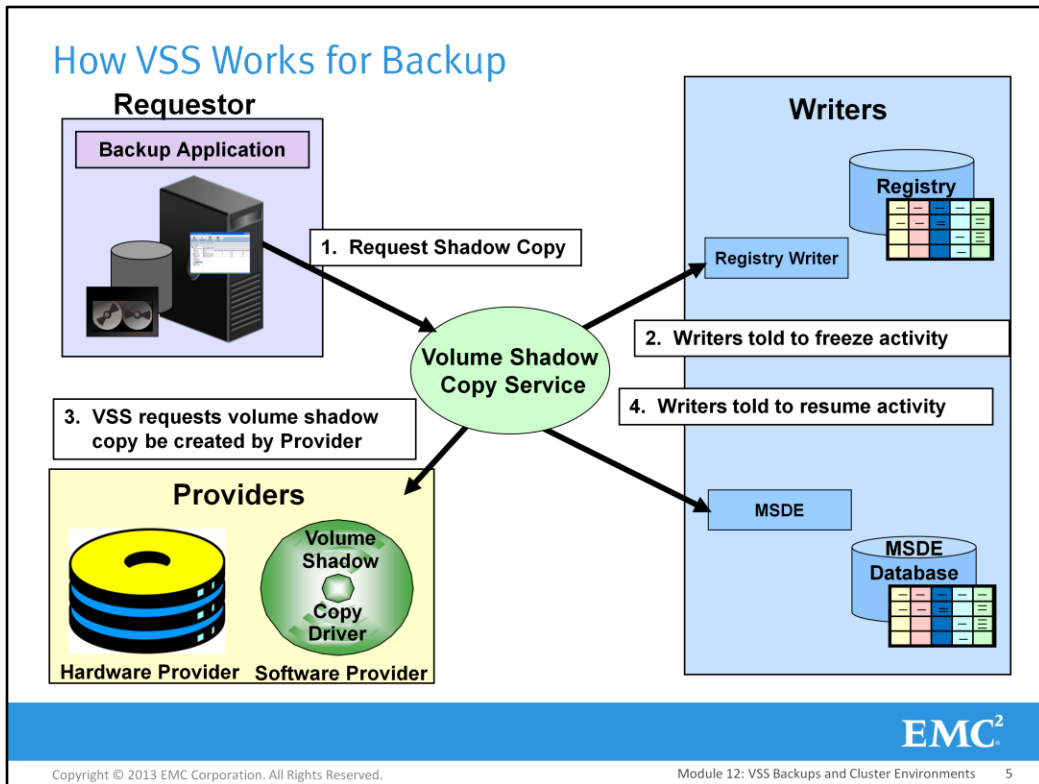 How VSS Works for Backup
Requestor
Backup Application
1. Request Shadow Copy
Volume Shadow
Copy Service
Writers
Registry
Registry Writer
2. Writers told to freeze activity
4. Writers told to resume activity
MSDE
MSDE
Database
3. VSS requests volume shadow
copy be created by Provider
Providers
Volume
Shadow
Copy
Driver
Hardware Provider
Software Provider
EMC²
Copyright © 2013 EMC Corporation. All Rights Reserved.
Module 12: VSS Backups and Cluster Environments 5